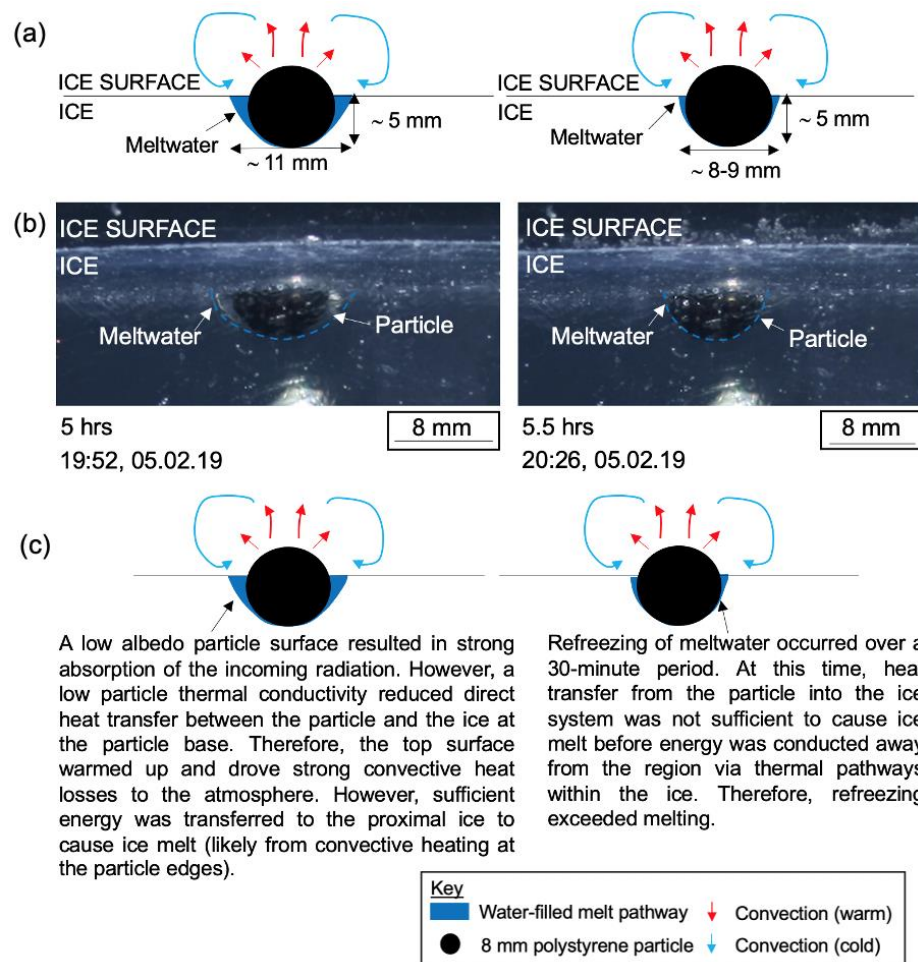 (a)
ICE SURFACE
ICE
Meltwater
~ 5 mm
~ 11 mm
ICE SURFACE
ICE
Meltwater
~ 5 mm
~ 8-9 mm
(b)
ICE SURFACE
ICE
Meltwater
Particle
5 hrs
8 mm
19:52, 05.02.19
ICE SURFACE
ICE
Meltwater
Particle
5.5 hrs
8 mm
20:26, 05.02.19
(c)
A low albedo particle surface resulted in strong
absorption of the incoming radiation. However, a
low particle thermal conductivity reduced direct
heat transfer between the particle and the ice at
the particle base. Therefore, the top surface
warmed up and drove strong convective heat
losses to the atmosphere. However, sufficient
energy was transferred to the proximal ice to
cause ice melt (likely from convective heating at
the particle edges).
Refreezing of meltwater occurred over a
30-minute period. At this time, hea
transfer from the particle into the ice
system was not sufficient to cause ice
melt before energy was conducted away
from the region via thermal pathways
within the ice. Therefore, refreezing
exceeded melting.
Key
Water-filled melt pathway
Convection (warm)
8 mm polystyrene particle
Convection (cold)